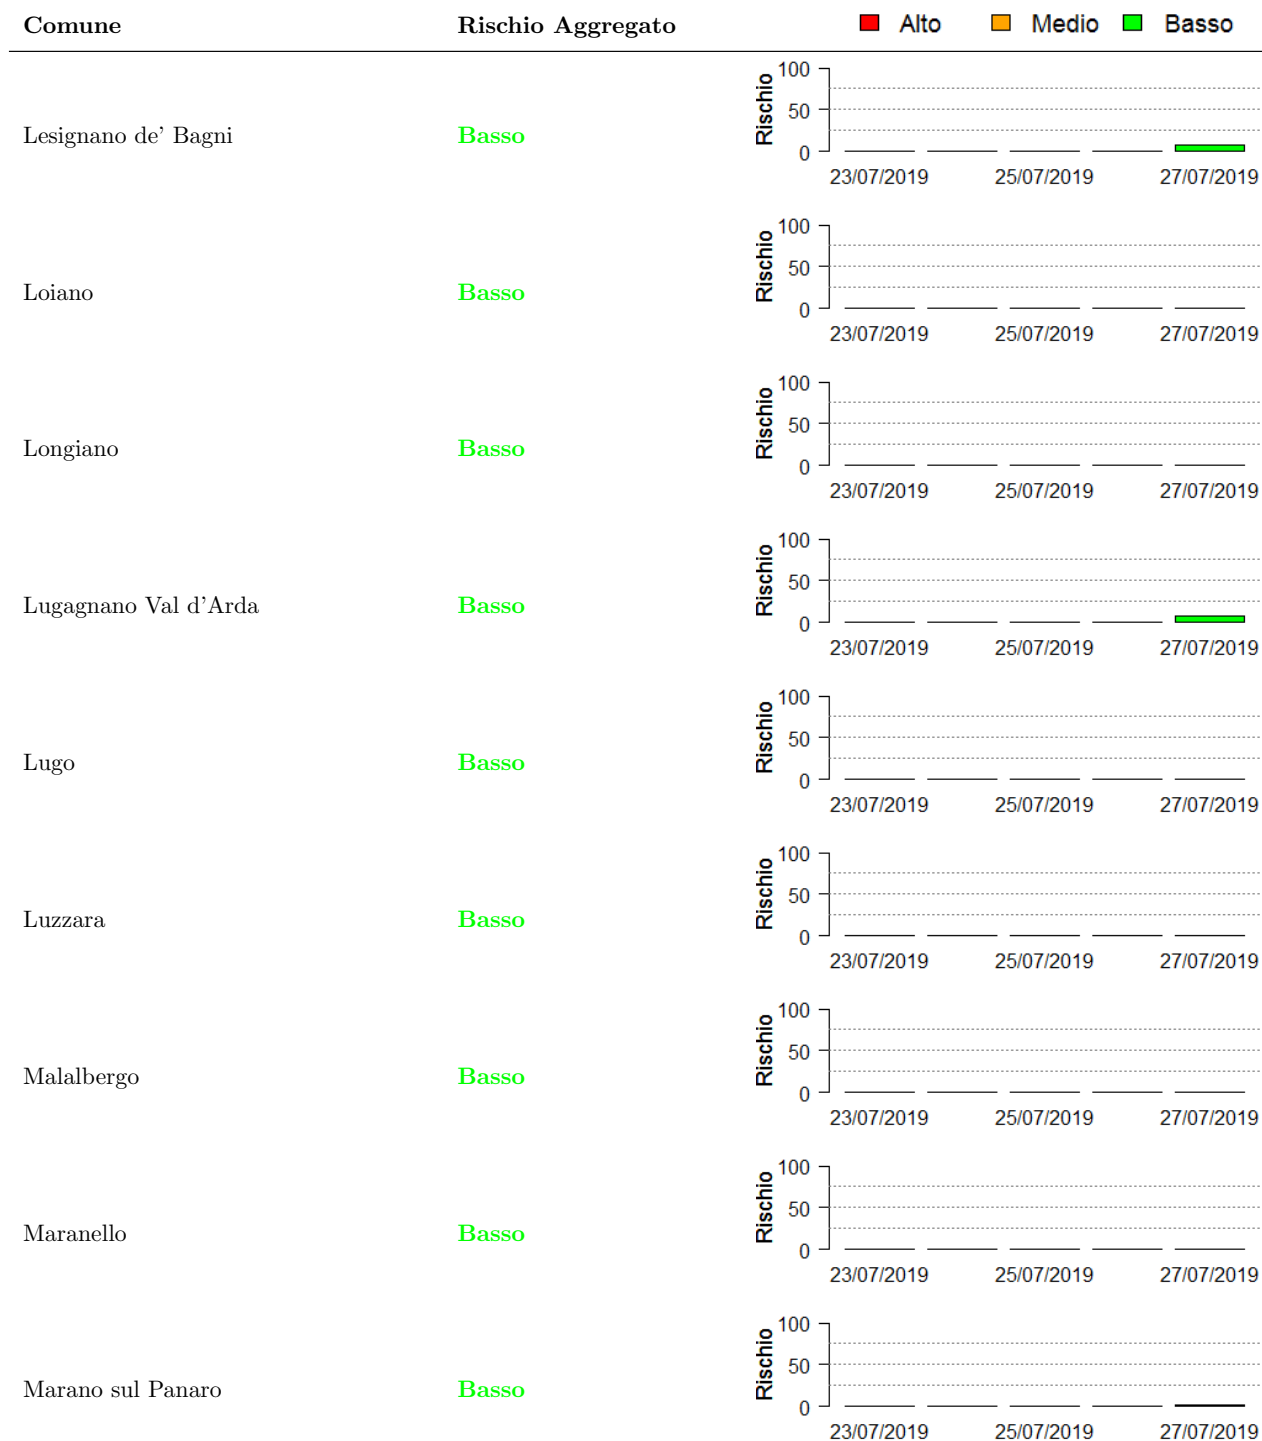 Comune Rischio Aggregato Alto Medio Basso
Lesignano de' Bagni Basso Rischio 100 50 0
23/07/2019 25/07/2019 27/07/2019
Loiano Basso Rischio 100 50 0
23/07/2019 25/07/2019 27/07/2019
Longiano Basso Rischio 100 50 0
23/07/2019 25/07/2019 27/07/2019
Lugagnano Val d'Arda Basso Rischio 100 50 0
23/07/2019 25/07/2019 27/07/2019
Lugo Basso Rischio 100 50 0
23/07/2019 25/07/2019 27/07/2019
Luzzara Basso Rischio 100 50 0
23/07/2019 25/07/2019 27/07/2019
Malalbergo Basso Rischio 100 50 0
23/07/2019 25/07/2019 27/07/2019
Maranello Basso Rischio 100 50 0
23/07/2019 25/07/2019 27/07/2019
Marano sul Panaro Basso Rischio 100 50 0
23/07/2019 25/07/2019 27/07/2019